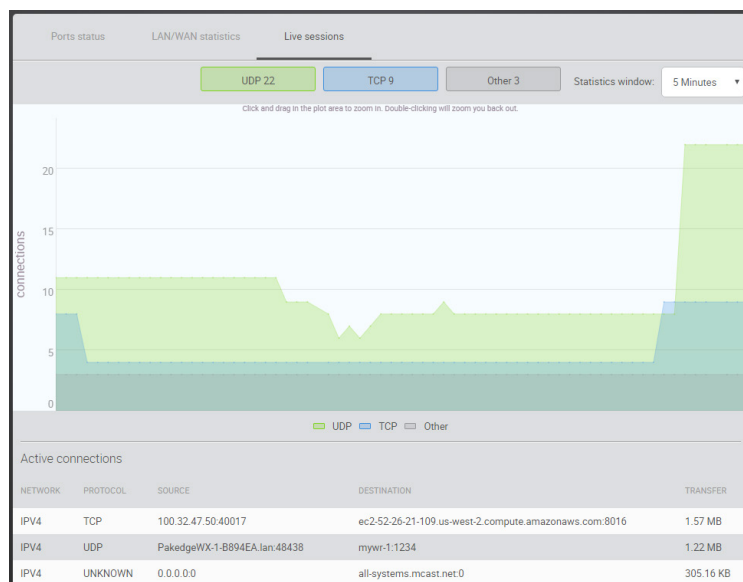 Ports status LAN/WAN statistics Live sessions
UDP 22 TCP 9 Other 3 Statistics window: 5 Minutes
Click and drag in the plot area to zoom in. Double-clicking will zoom you back out.
connections
20
15
10
5
0
UDP TCP Other
Active connections
NETWORK PROTOCOL SOURCE DESTINATION TRANSFER
IPV4 TCP 100.32.47.50:40017 ec2-52-26-21-109.us-west-2.compute.amazonaws.com:8016 1.57 MB
IPV4 UDP PakedgeWX-1-B894EA.lan:48438 mywr-1:1234 1.22 MB
IPV4 UNKNOWN 0.0.0.0:0 all-systems.mcast.net:0 305.16 KB